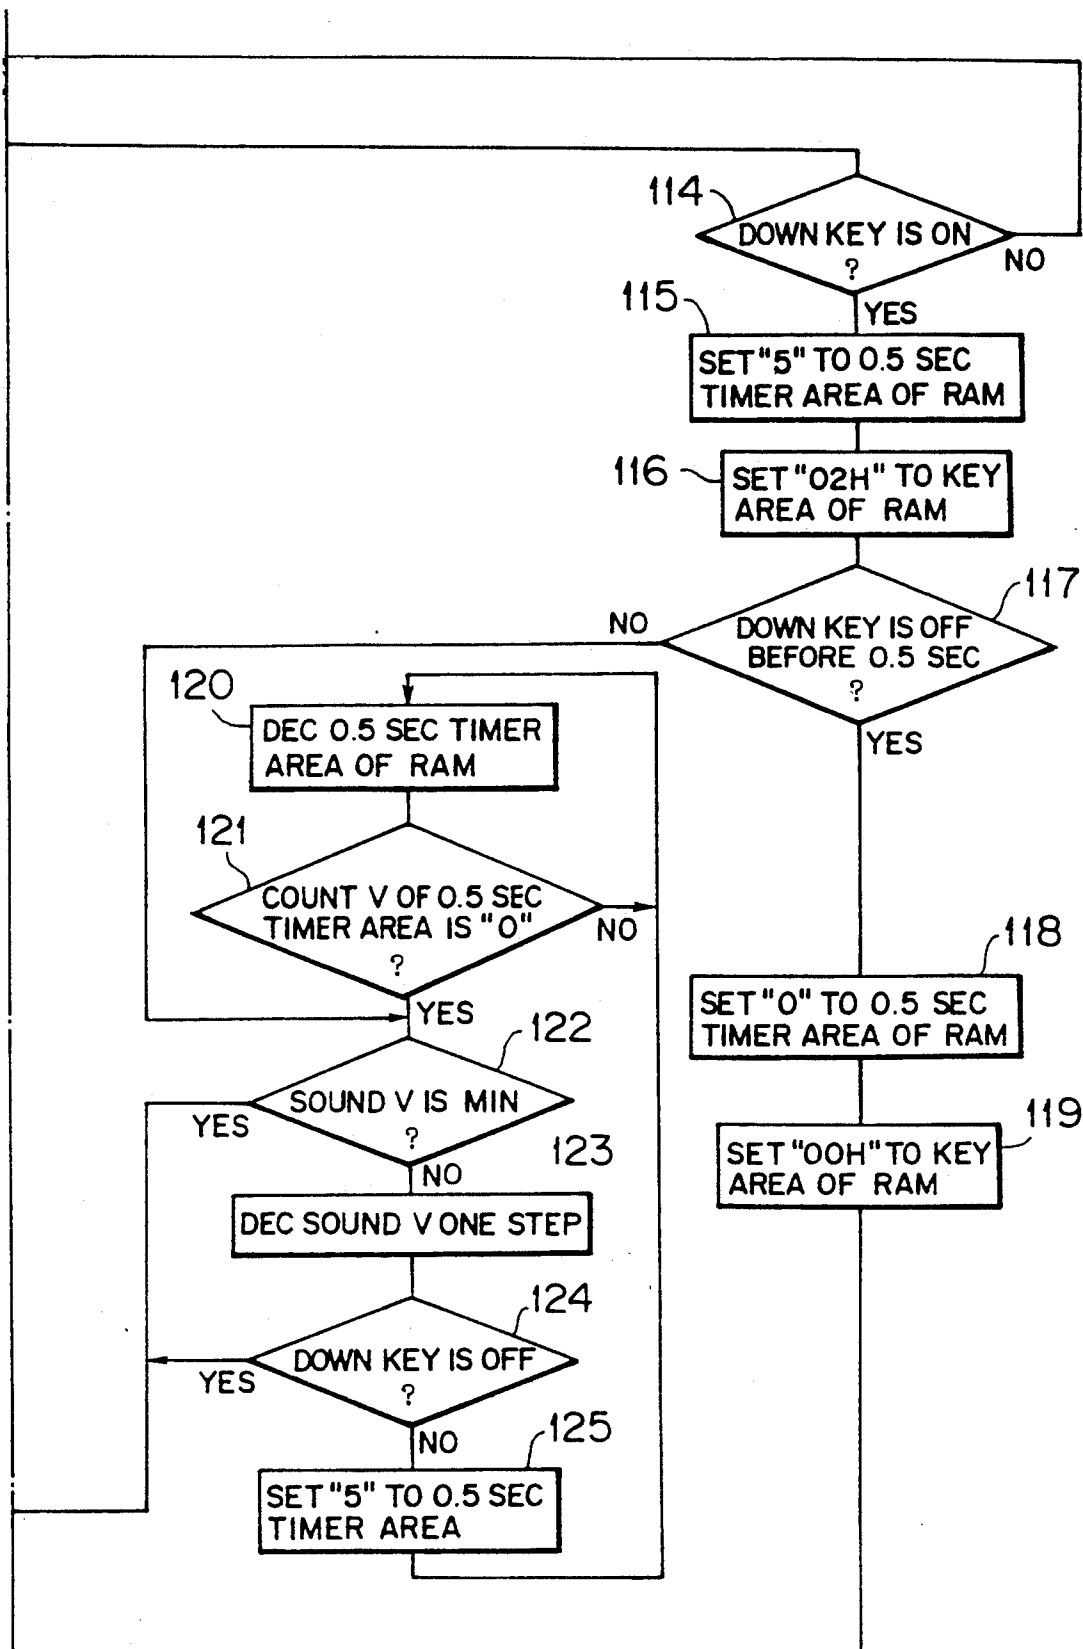 114
DOWN KEY IS ON
?
NO
YES
115
SET "5" TO 0.5 SEC
TIMER AREA OF RAM
116
SET "02H" TO KEY
AREA OF RAM
117
DOWN KEY IS OFF
BEFORE 0.5 SEC
?
NO
YES
120
DEC 0.5 SEC TIMER
AREA OF RAM
121
COUNT V OF 0.5 SEC
TIMER AREA IS "0"
?
NO
YES
118
SET "0" TO 0.5 SEC
TIMER AREA OF RAM
122
SOUND V IS MIN
?
YES
NO
119
SET "00H" TO KEY
AREA OF RAM
123
DEC SOUND V ONE STEP
124
DOWN KEY IS OFF
?
YES
NO
125
SET "5" TO 0.5 SEC
TIMER AREA